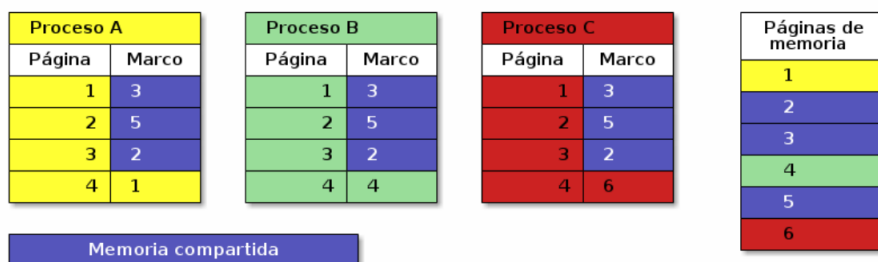 Proceso A
Página Marco
1 3
2 5
3 2
4 1
Proceso B
Página Marco
1 3
2 5
3 2
4 4
Proceso C
Página Marco
1 3
2 5
3 2
4 6
Páginas de
memoria
1
2
3
4
5
6
Memoria compartida